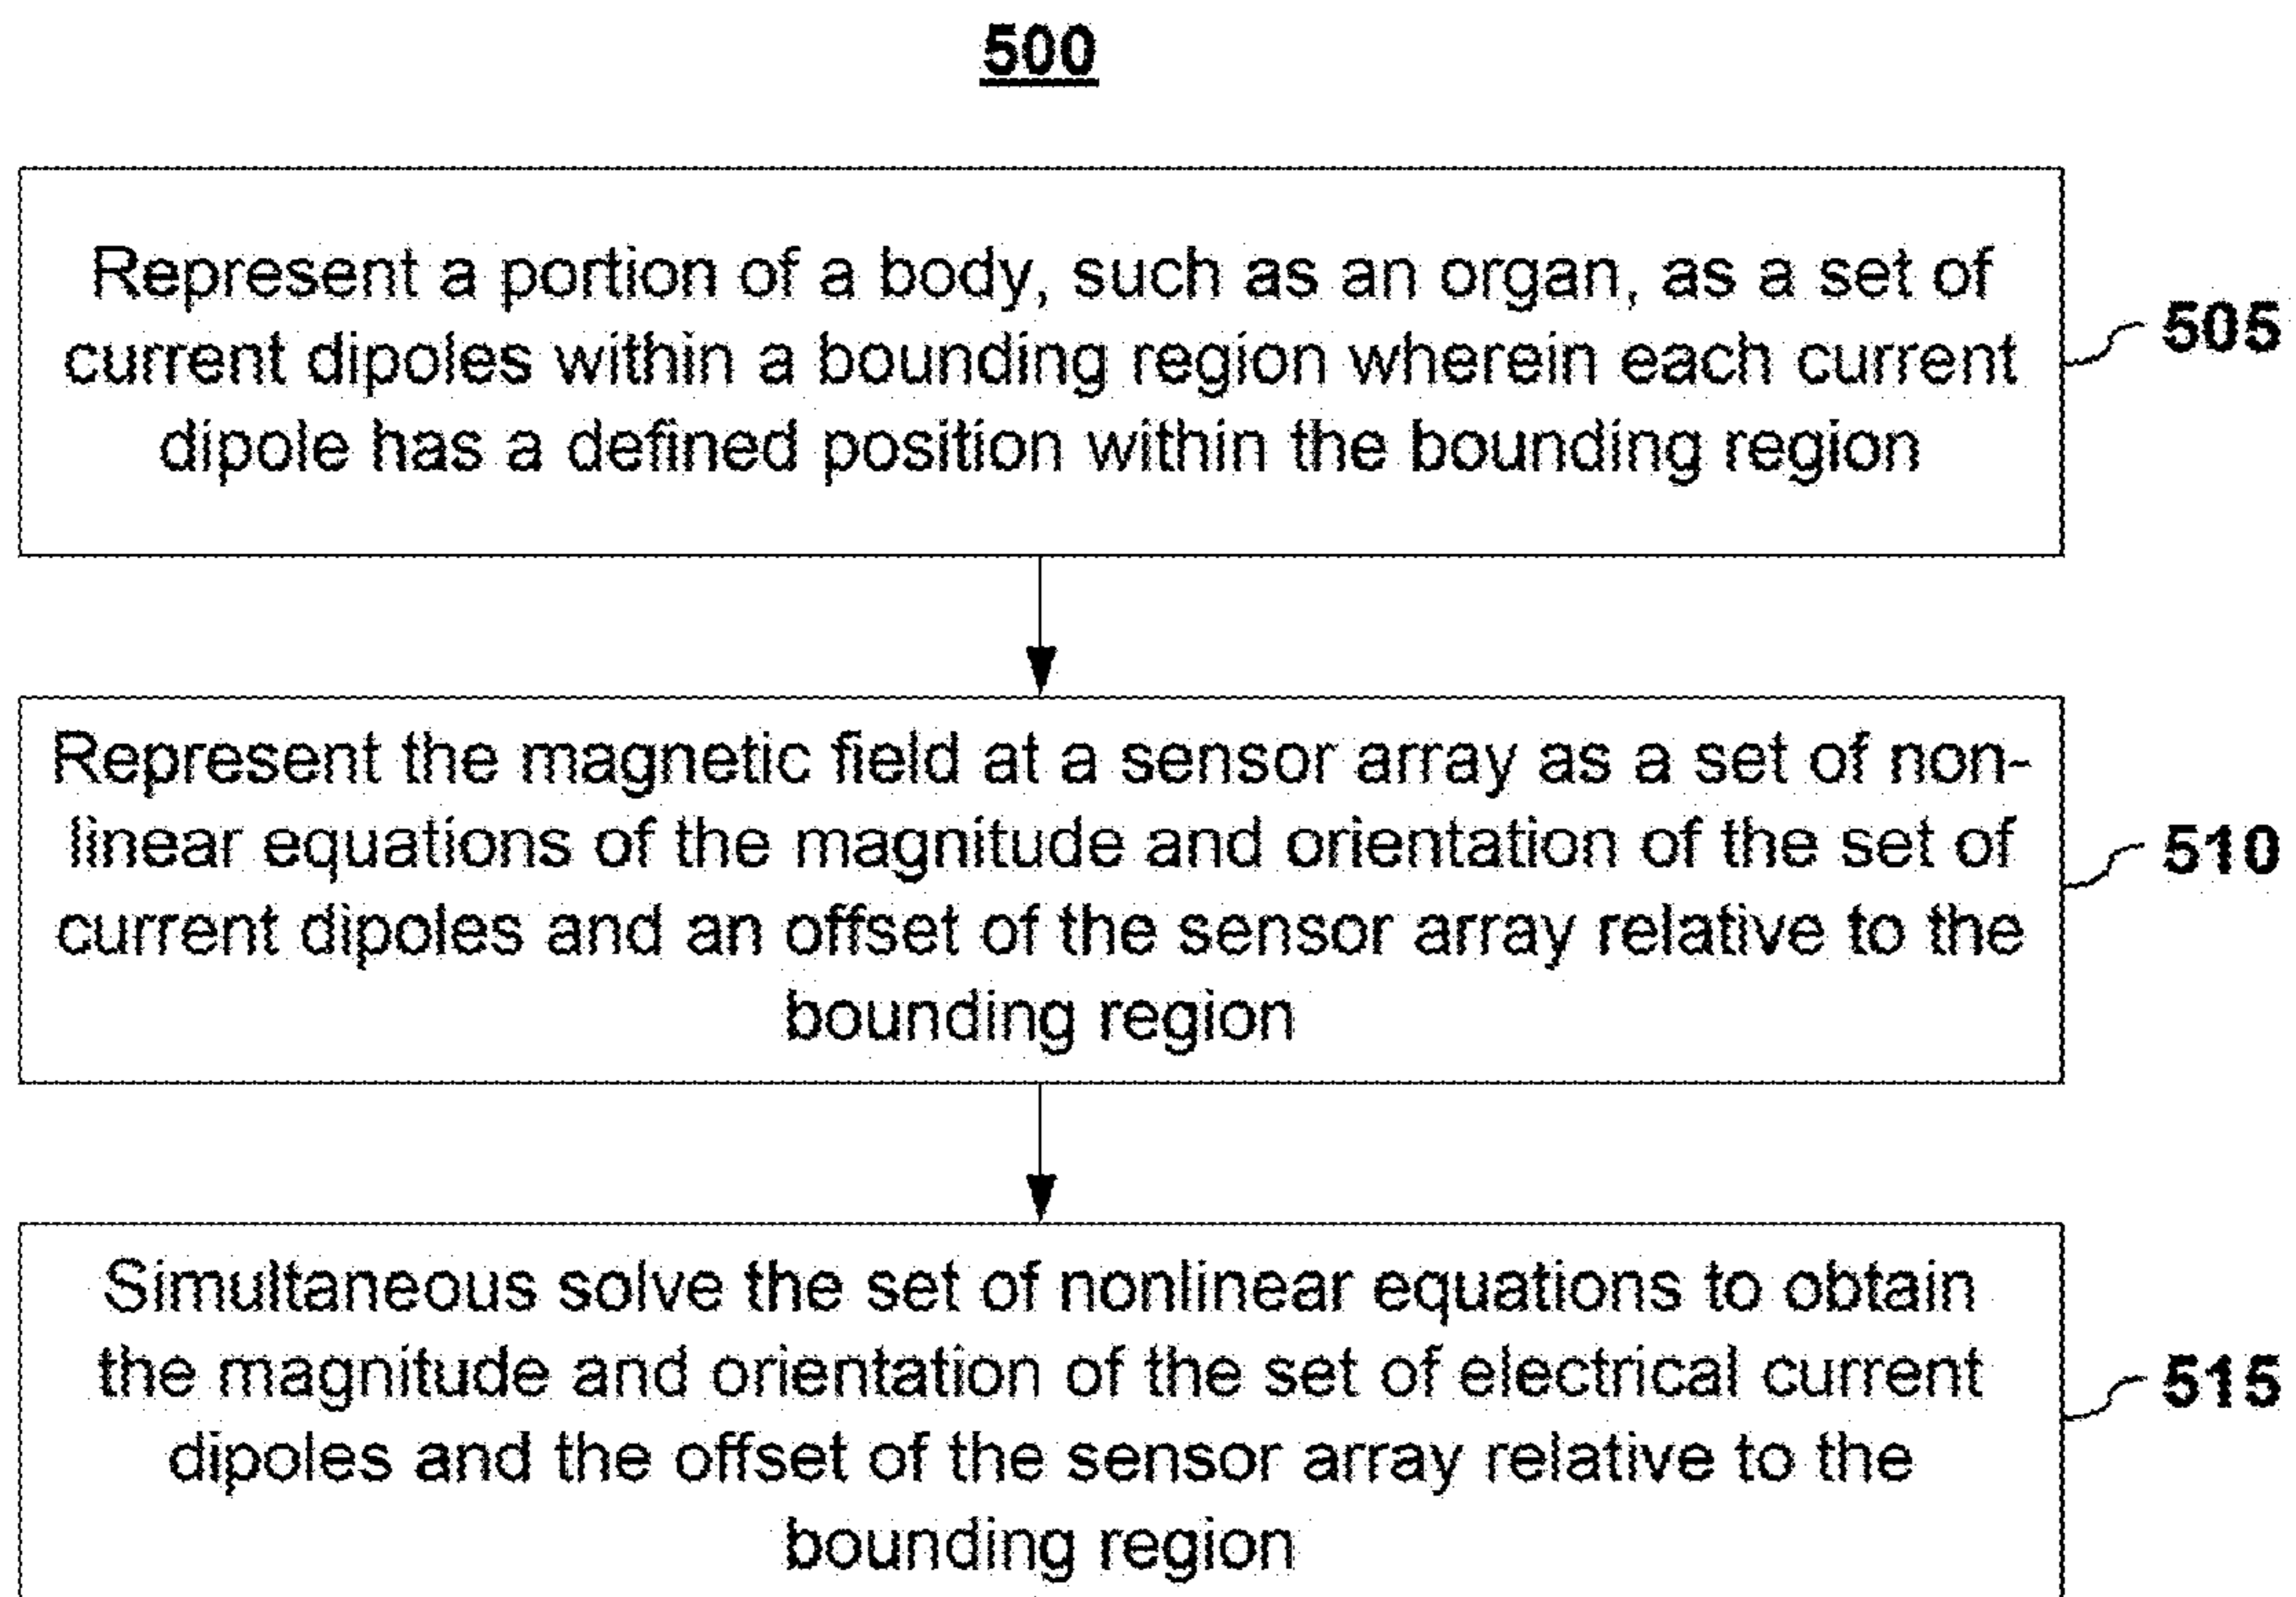 500
Represent a portion of a body, such as an organ, as a set of
current dipoles within a bounding region wherein each current
dipole has a defined position within the bounding region
505
Represent the magnetic field at a sensor array as a set of non-
linear equations of the magnitude and orientation of the set of
current dipoles and an offset of the sensor array relative to the
bounding region
510
Simultaneous solve the set of nonlinear equations to obtain
the magnitude and orientation of the set of electrical current
dipoles and the offset of the sensor array relative to the
bounding region
515